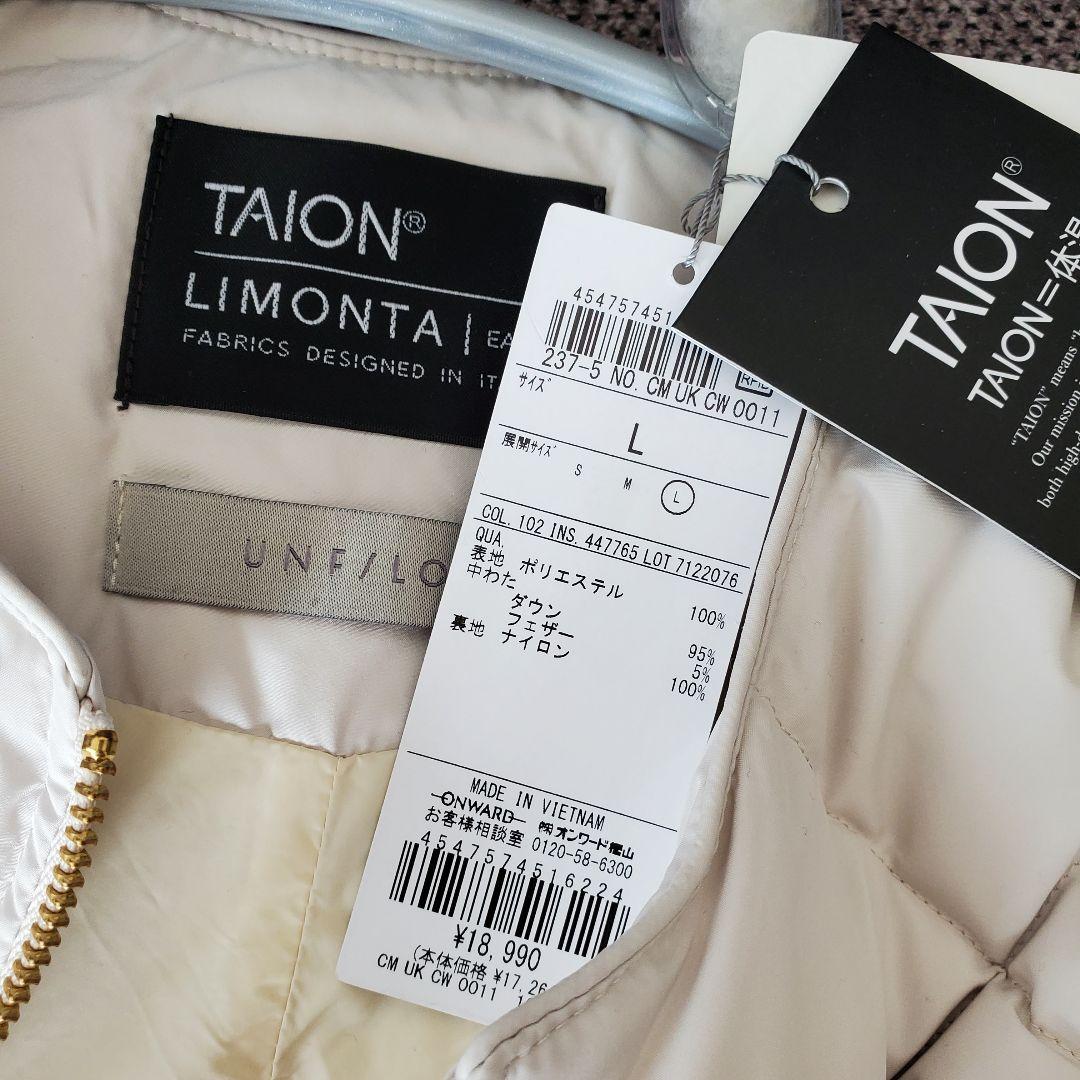 TAION®
LIMONTA |
FABRICS DESIGNED IN
UNF/LO
454757451
237-5 NO. CM UK CW 0011
RFID
サイズ
L
展開サイズ
S M L
COL. 102 INS. 447765 LOT 7122076
QUA.
表地 ポリエステル 100%
中わた
ダウン 95%
フェザー 5%
裏地 ナイロン 100%
MADE IN VIETNAM
ONWARD ㈱オンワード樫山
お客様相談室 0120-58-6300
4547574516224
¥18,990
(本体価格 ¥17,26
CM UK CW 0011
TAION®
TAION=体温
"TAION" means
Our mission
both high